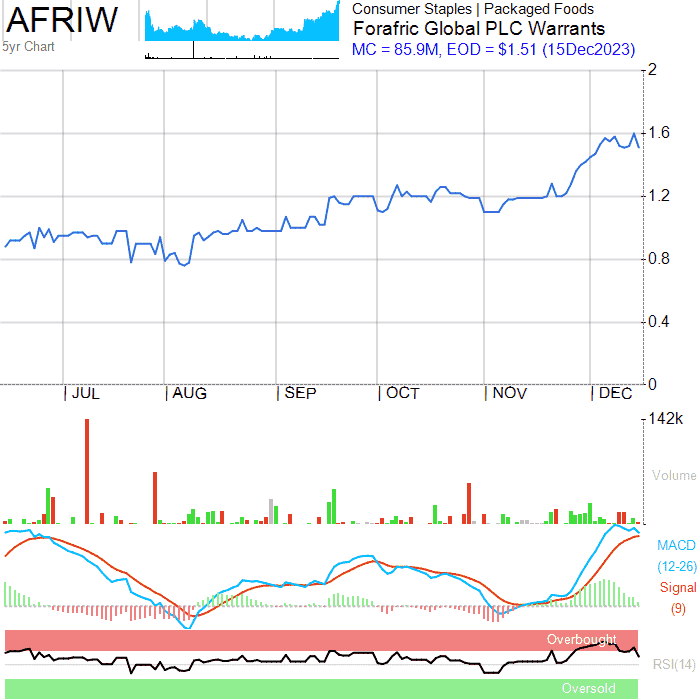 AFRIW
5yr Chart
Consumer Staples | Packaged Foods
Forafric Global PLC Warrants
MC = 85.9M, EOD = $1.51 (15Dec2023)
2
1.6
1.2
0.8
0.4
0
JUL AUG SEP OCT NOV DEC
142k
Volume
MACD
(12-26)
Signal
(9)
Overbought
RSI(14)
Oversold